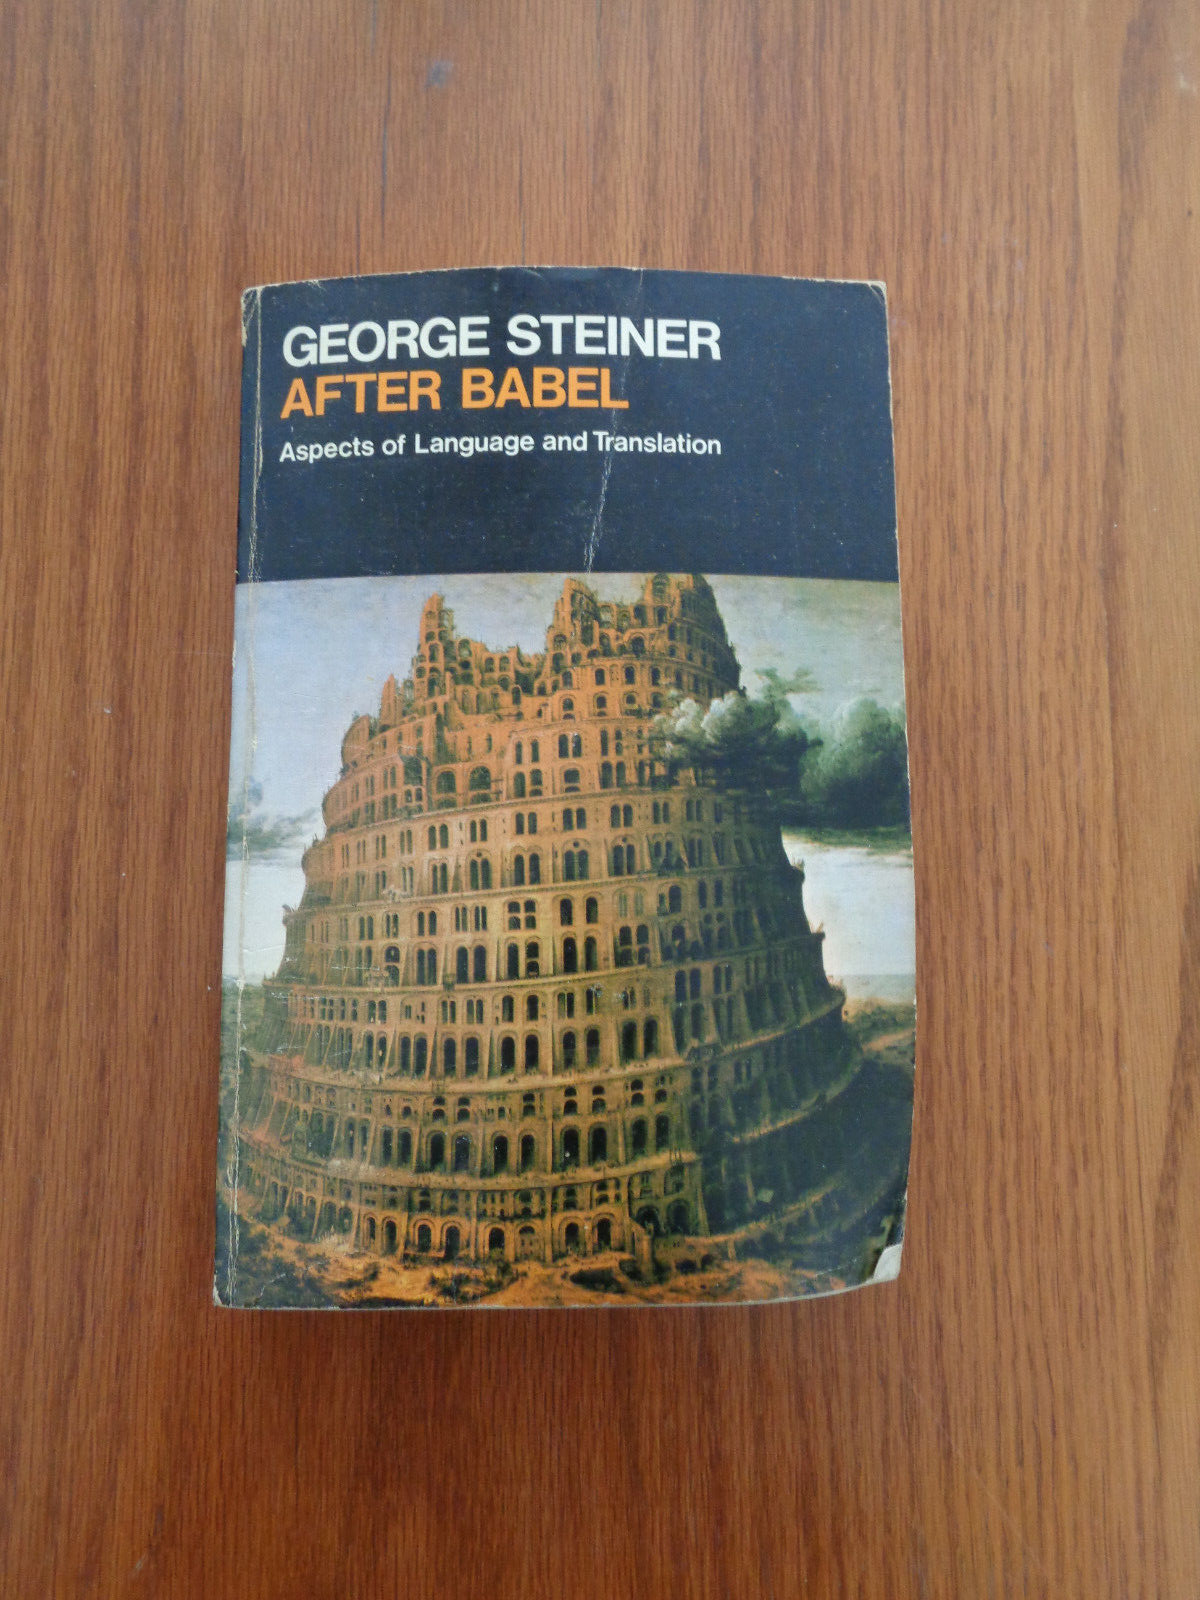 GEORGE STEINER
AFTER BABEL
Aspects of Language and Translation